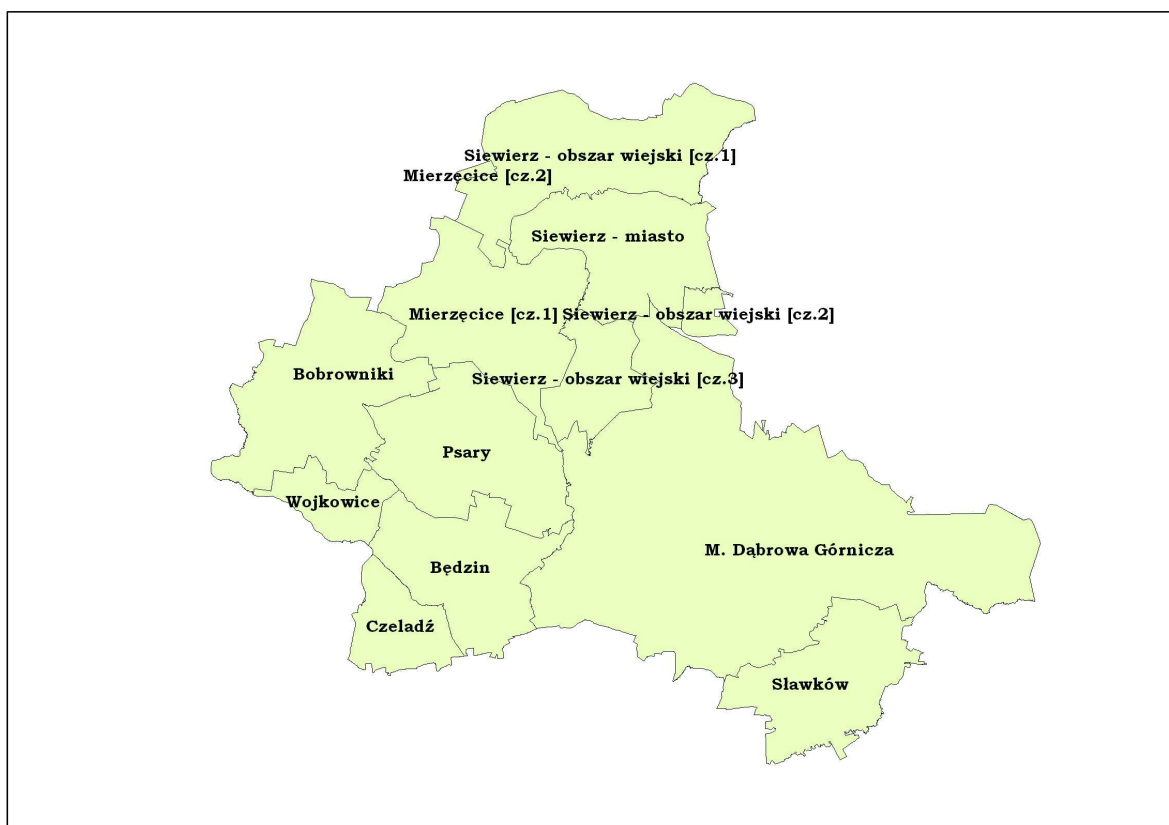 Siewierz - obszar wiejski [cz.1]
Mierzęcice [cz.2]
Siewierz - miasto
Mierzęcice [cz.1]
Siewierz - obszar wiejski [cz.2]
Bobrowniki
Siewierz - obszar wiejski [cz.3]
Psary
Wojkowice
M. Dąbrowa Górnicza
Będzin
Czeladź
Sławków